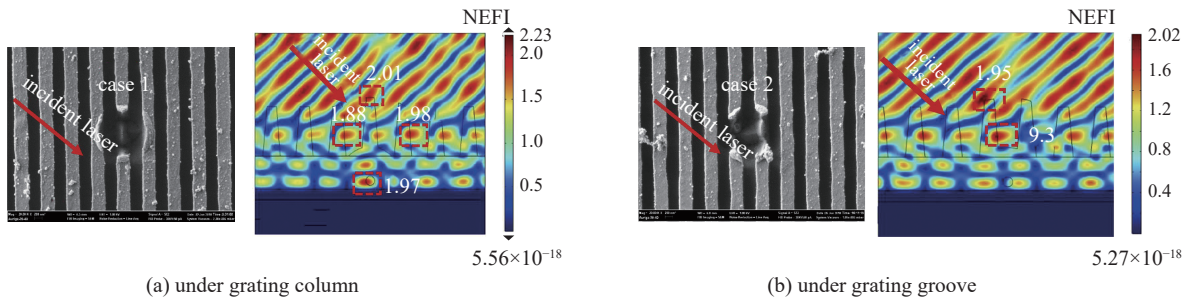 NEFI
2.23
2.0
1.5
1.0
0.5
5.56×10⁻¹⁸
case 1
incident laser
incident
laser
2.01
1.88
1.98
1.97
(a) under grating column
NEFI
2.02
1.6
1.2
0.8
0.4
5.27×10⁻¹⁸
case 2
incident laser
incident
laser
1.95
9.3
(b) under grating groove